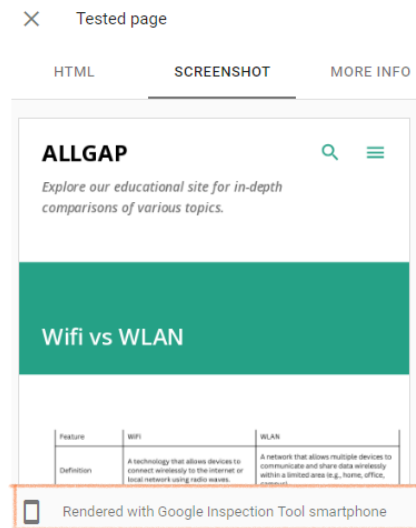 Tested page
HTML SCREENSHOT MORE INFO
ALLGAP
Explore our educational site for in-depth
comparisons of various topics.
Wifi vs WLAN
Feature WIFI WLAN
Definition
A technology that allows devices to
connect wirelessly to the internet or
local network using radio waves.
A network that allows multiple devices to
communicate and share data wirelessly
within a limited area (e.g., home, office,
Rendered with Google Inspection Tool smartphone